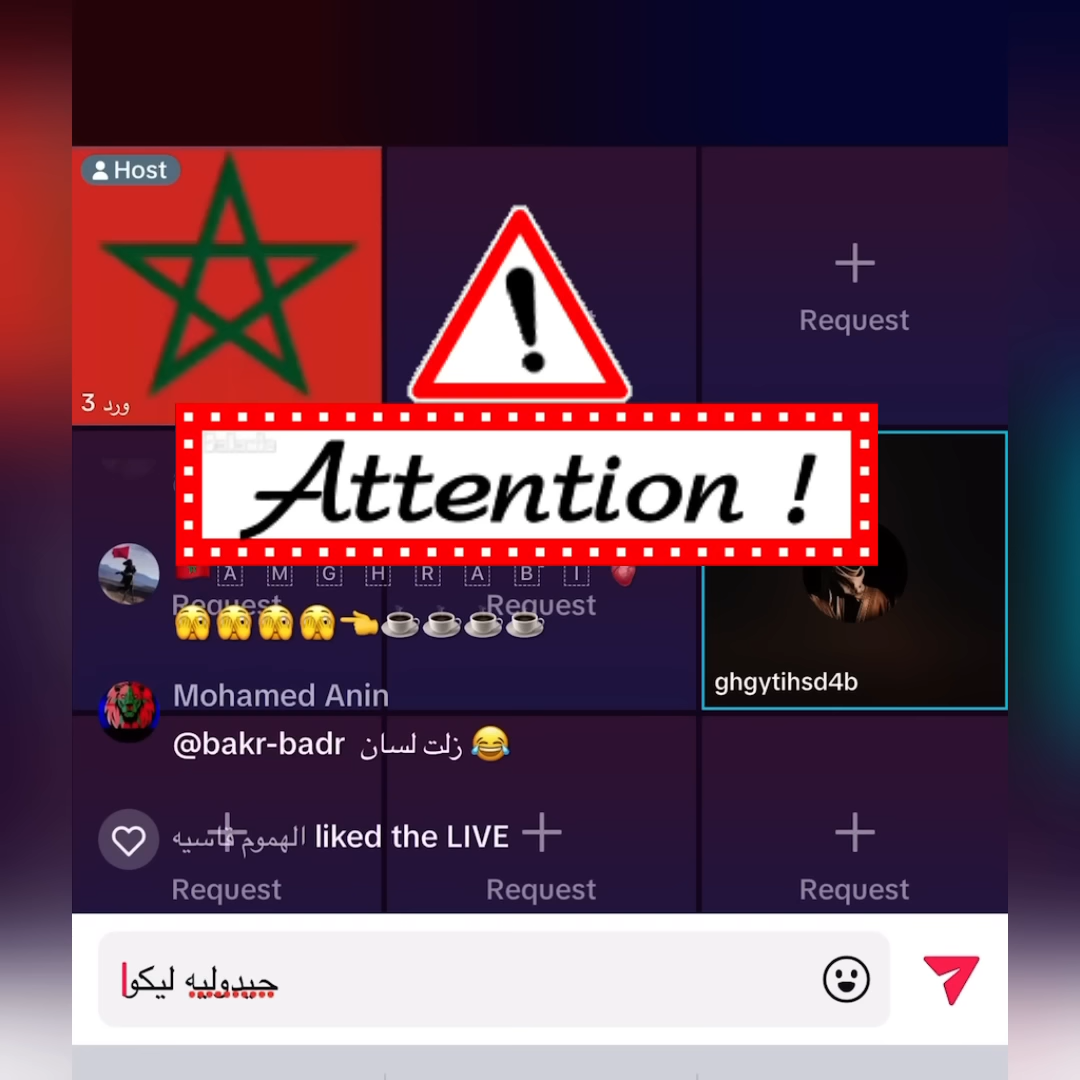 Host
Request
ورد 3
Attention !
A M G H R A B I
Request
Request
ghgytihsd4b
Mohamed Anin
@bakr-badr زلت لسان 😂
الهموم قاسيه liked the LIVE
Request
Request
Request
جيدوليه ليكوا